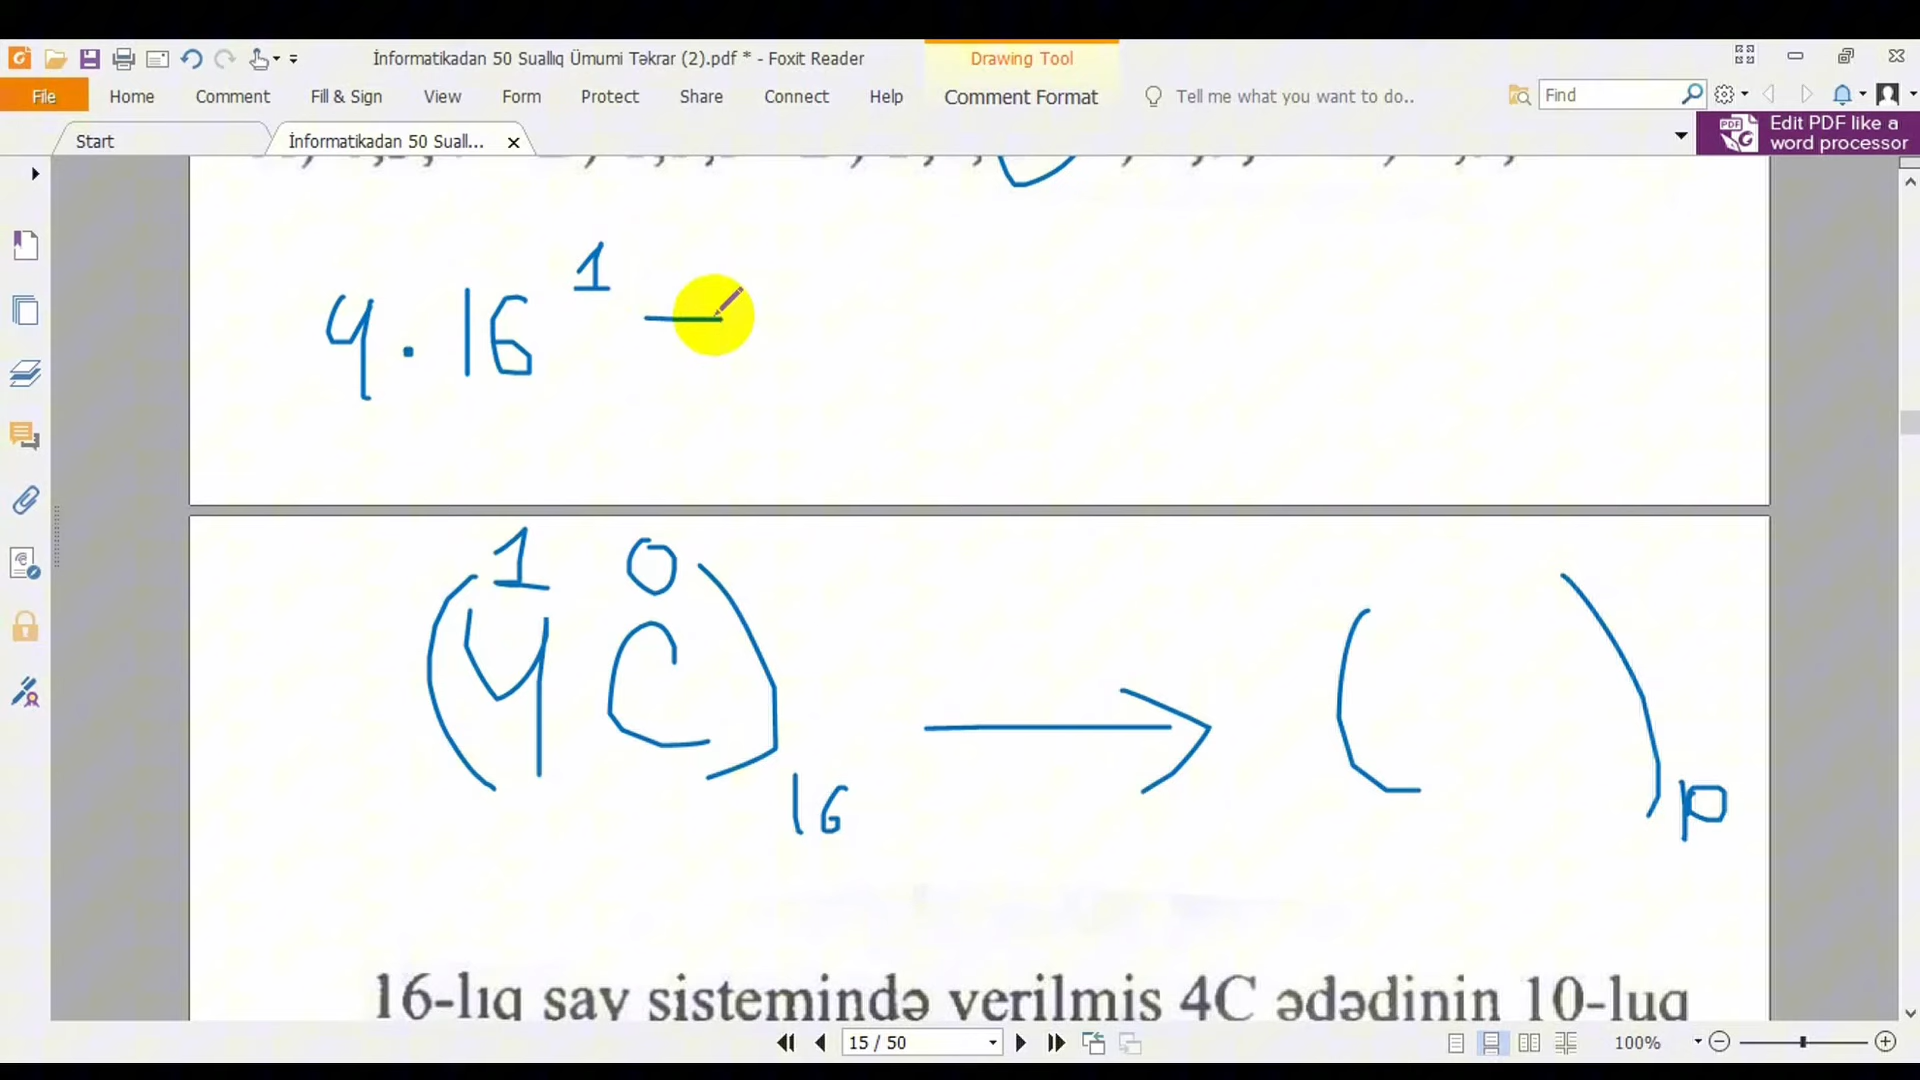 İnformatikadan 50 Suallıq Ümumi Təkrar (2).pdf * - Foxit Reader
Drawing Tool
File Home Comment Fill & Sign View Form Protect Share Connect Help Comment Format Tell me what you want to do.. Find
Start İnformatikadan 50 Suall... Edit PDF like a
word processor
4 . 16 1 –
1 0
(4 C) 16 → ( ) 10
16-lıq say sistemində verilmiş 4C ədədinin 10-luq
15 / 50 100%